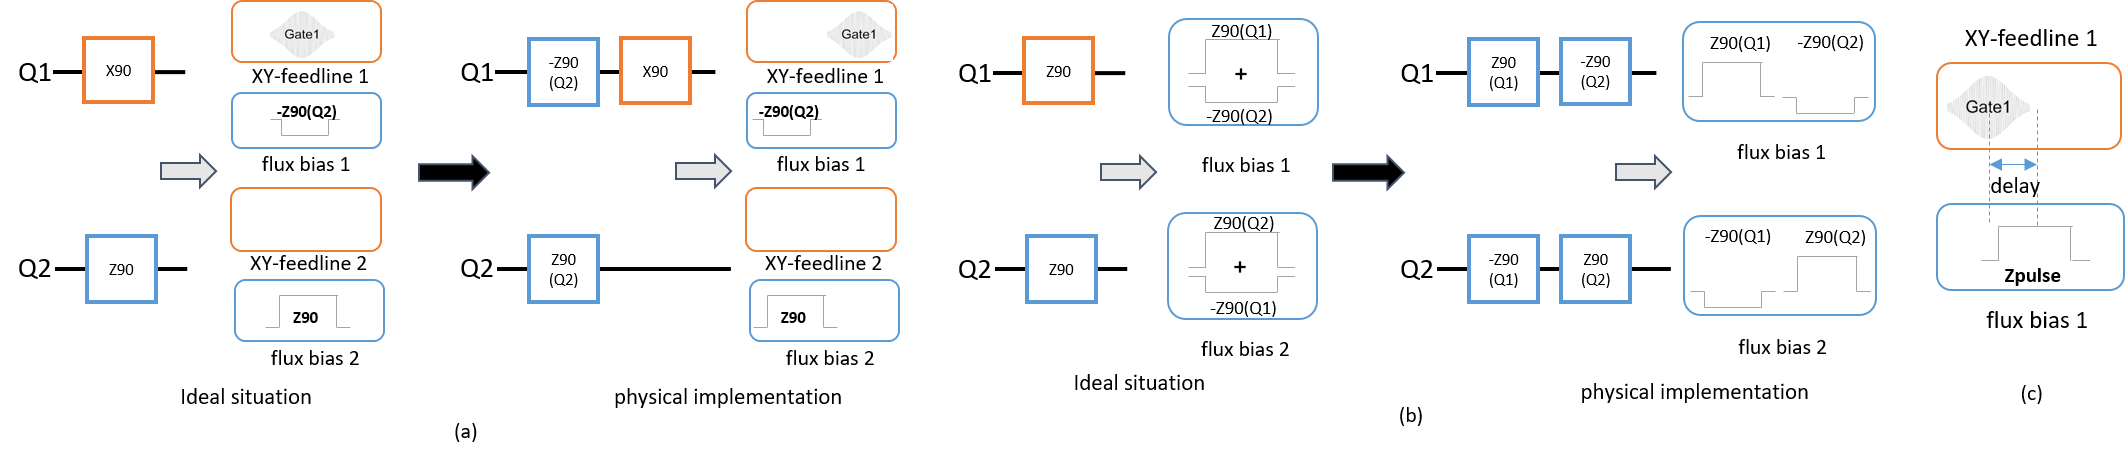 Q1
X90
Gate1
XY-feedline 1
-Z90(Q2)
flux bias 1
Q2
Z90
XY-feedline 2
Z90
flux bias 2
Ideal situation
Q1
-Z90
(Q2)
X90
Gate1
XY-feedline 1
-Z90(Q2)
flux bias 1
Q2
Z90
(Q2)
XY-feedline 2
Z90
flux bias 2
physical implementation
(a)
Q1
Z90
Z90(Q1)
+
-Z90(Q2)
flux bias 1
Q2
Z90
Z90(Q2)
+
-Z90(Q1)
flux bias 2
Ideal situation
Q1
Z90
(Q1)
-Z90
(Q2)
Z90(Q1)
-Z90(Q2)
flux bias 1
Q2
-Z90
(Q1)
Z90
(Q2)
-Z90(Q1)
Z90(Q2)
flux bias 2
physical implementation
(b)
XY-feedline 1
Gate1
delay
Zpulse
flux bias 1
(c)